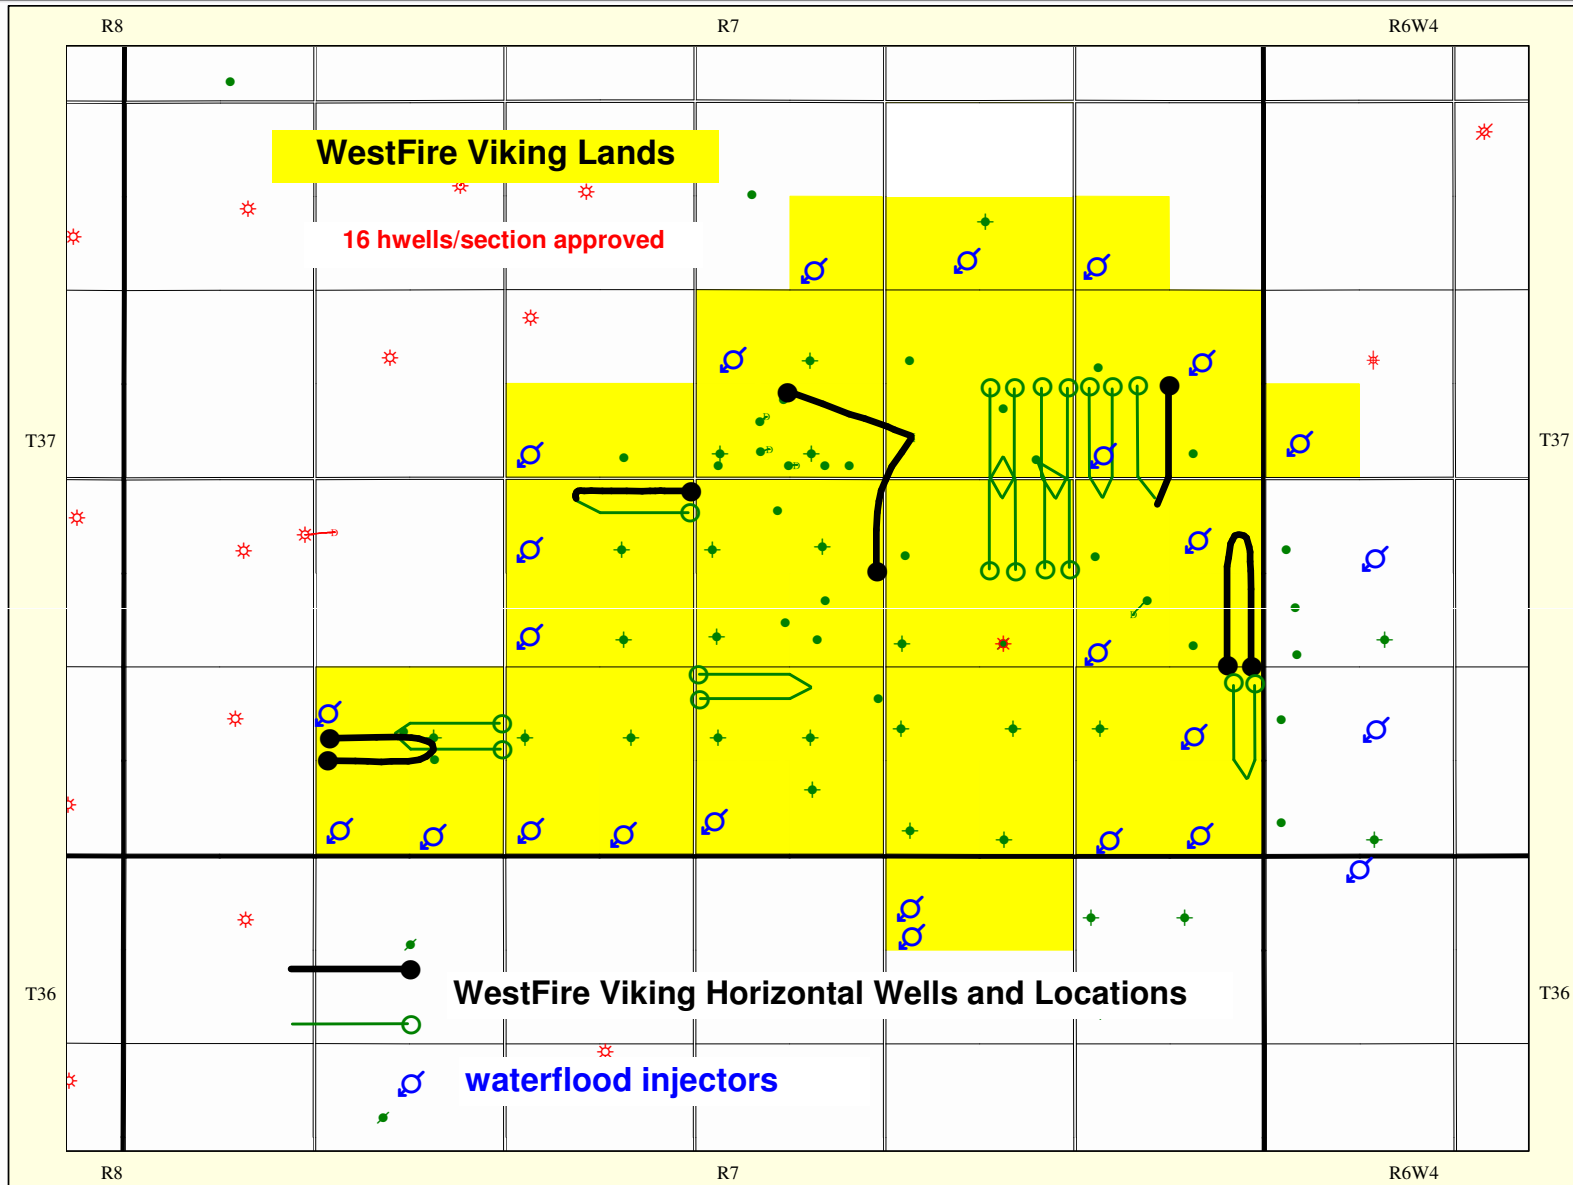 R8 R7 R6W4
WestFire Viking Lands
16 hwells/section approved
T37 T37
T36 T36
WestFire Viking Horizontal Wells and Locations
waterflood injectors
R8 R7 R6W4